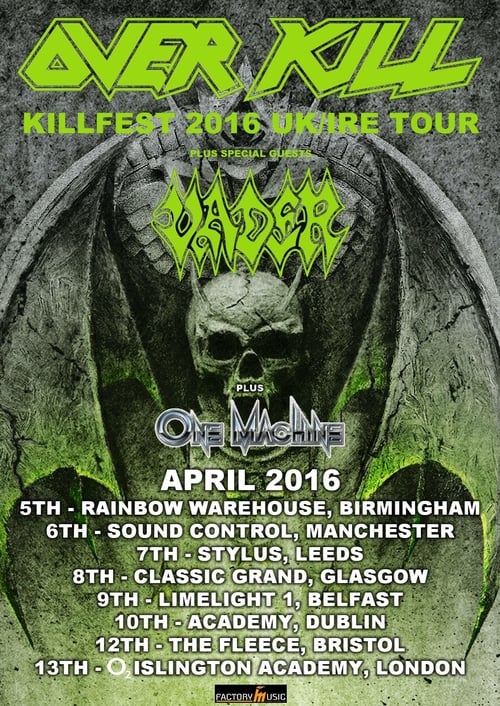 OVER KILL
KILLFEST 2016 UK/IRE TOUR
PLUS SPECIAL GUESTS
VADER
PLUS
ONE MACHINE
APRIL 2016
5TH - RAINBOW WAREHOUSE, BIRMINGHAM
6TH - SOUND CONTROL, MANCHESTER
7TH - STYLUS, LEEDS
8TH - CLASSIC GRAND, GLASGOW
9TH - LIMELIGHT 1, BELFAST
10TH - ACADEMY, DUBLIN
12TH - THE FLEECE, BRISTOL
13TH - O2 ISLINGTON ACADEMY, LONDON
FACTORY MUSIC